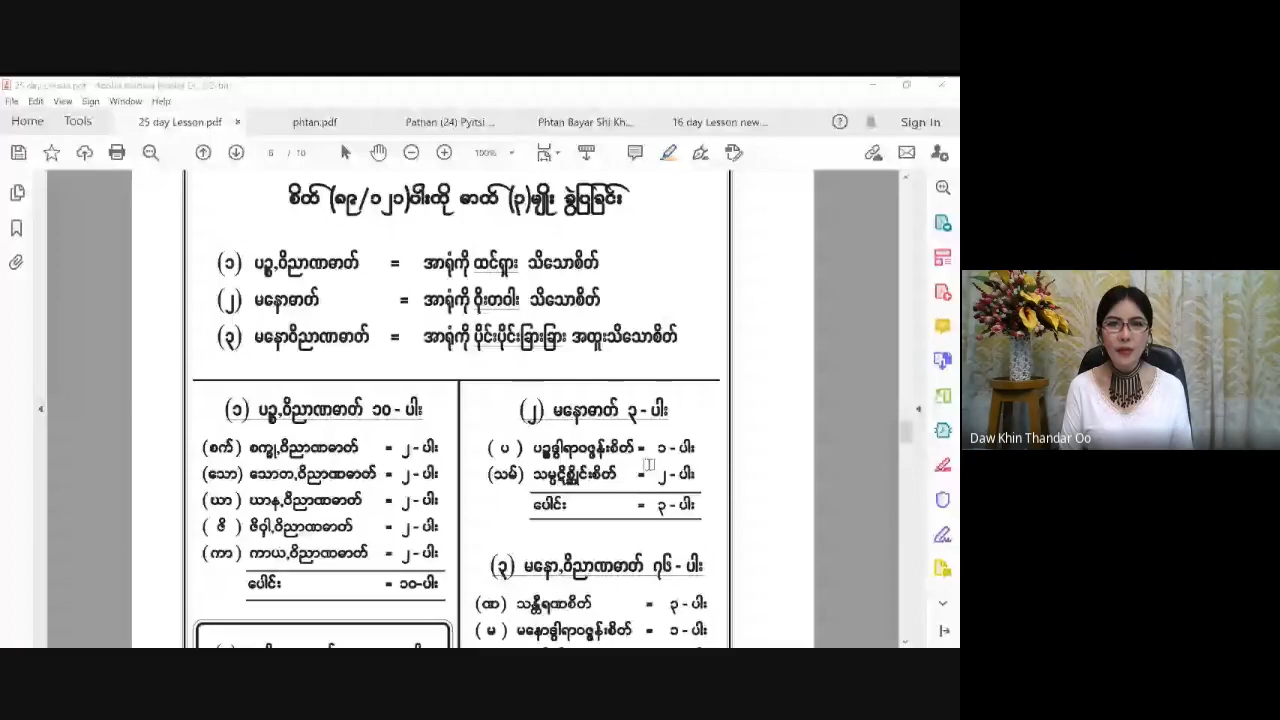 25 day Lesson.pdf
File Edit View Sign Window Help
Home Tools 25 day Lesson.pdf × phtan.pdf Patnan (24) Pyitsi ... Phtan Bayar Shi Kh... 16 day Lesson new... Sign In
6 / 10 100%
စိတ် (၈၉/၁၂၁)ပါးကို ဓာတ် (၃)မျိုး ခွဲပြခြင်း
(၁) ပဉ္စ,ဝိညာဏဓာတ် = အာရုံကို ထင်ရှား သိသောစိတ်
(၂) မနောဓာတ် = အာရုံကို ဝိုးတဝါး သိသောစိတ်
(၃) မနောဝိညာဏဓာတ် = အာရုံကို ပိုင်းပိုင်းခြားခြား အထူးသိသောစိတ်
(၁) ပဉ္စ,ဝိညာဏဓာတ် ၁၀ - ပါး
(စက်) စက္ခု,ဝိညာဏဓာတ် = ၂ - ပါး
(သော) သောတ,ဝိညာဏဓာတ် = ၂ - ပါး
(ဃာ) ဃာန,ဝိညာဏဓာတ် = ၂ - ပါး
( ဇိ ) ဇိဝှါ,ဝိညာဏဓာတ် = ၂ - ပါး
(ကာ) ကာယ,ဝိညာဏဓာတ် = ၂ - ပါး
ပေါင်း = ၁၀-ပါး
(၂) မနောဓာတ် ၃ - ပါး
( ပ ) ပဉ္စဒွါရာဝဇ္ဇန်းစိတ် = ၁ - ပါး
(သမ်) သမ္ပဋိစ္ဆိုင်းစိတ် = ၂ - ပါး
ပေါင်း = ၃ - ပါး
(၃) မနော,ဝိညာဏဓာတ် ၇၆ - ပါး
(ဏ) သန္တီရဏစိတ် = ၃ - ပါး
( မ ) မနောဒွါရာဝဇ္ဇန်းစိတ် = ၁ - ပါး
Daw Khin Thandar Oo